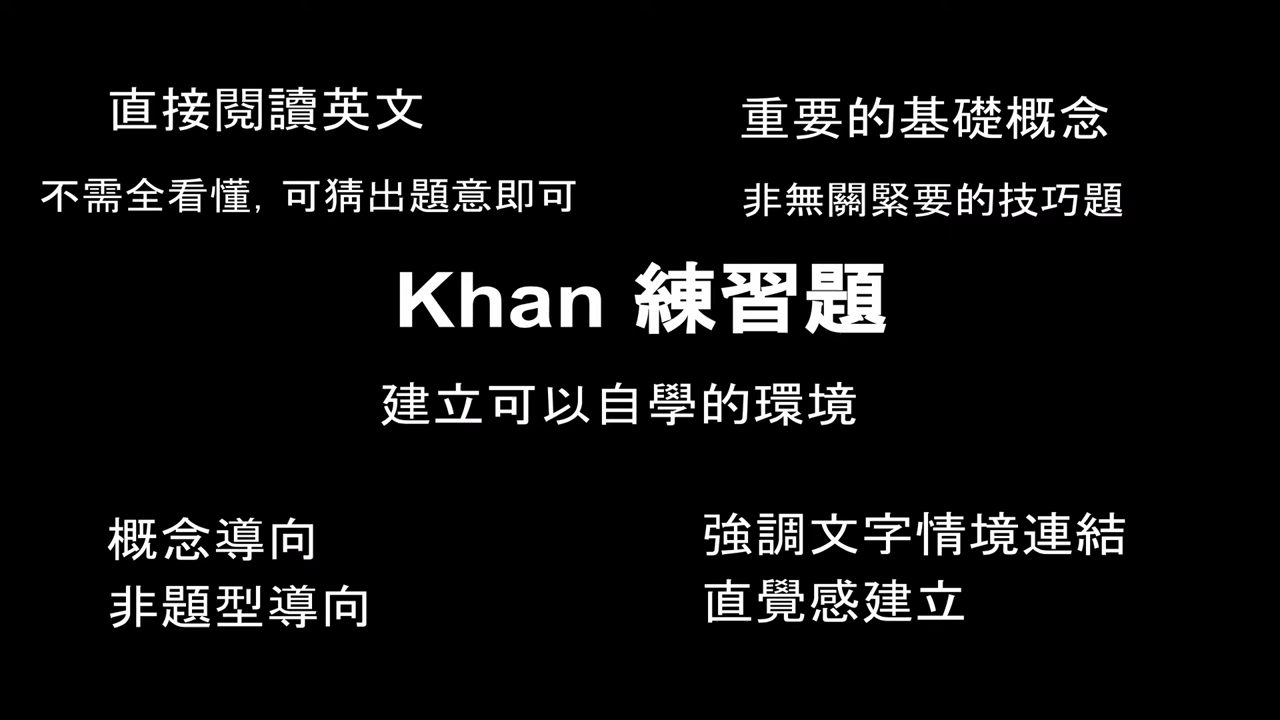 直接閱讀英文
不需全看懂, 可猜出題意即可
重要的基礎概念
非無關緊要的技巧題
Khan 練習題
建立可以自學的環境
概念導向
非題型導向
強調文字情境連結
直覺感建立